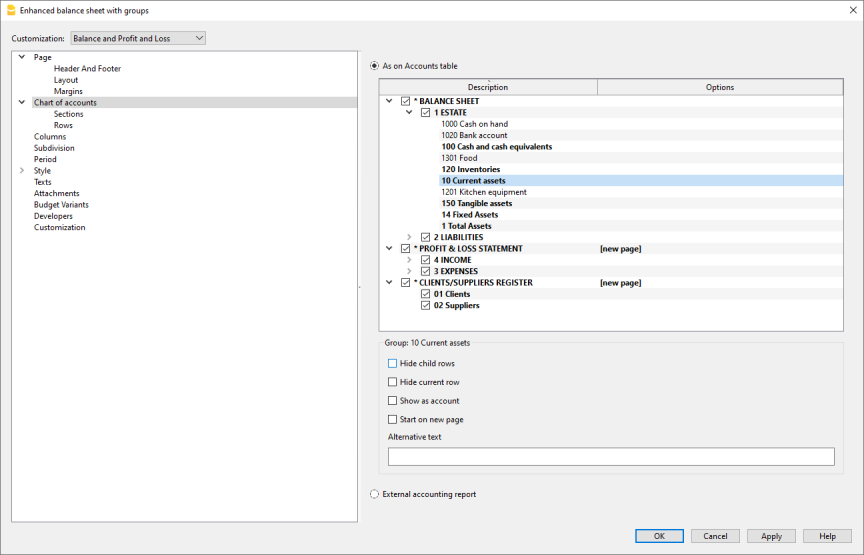 Enhanced balance sheet with groups
Customization: Balance and Profit and Loss
Page
Header And Footer
Layout
Margins
Chart of accounts
Sections
Rows
Columns
Subdivision
Period
Style
Texts
Attachments
Budget Variants
Developers
Customization
As on Accounts table
Description Options
* BALANCE SHEET
1 ESTATE
1000 Cash on hand
1020 Bank account
100 Cash and cash equivalents
1301 Food
120 Inventories
10 Current assets
1201 Kitchen equipment
150 Tangible assets
14 Fixed Assets
1 Total Assets
2 LIABILITIES
* PROFIT & LOSS STATEMENT [new page]
4 INCOME
3 EXPENSES
* CLIENTS/SUPPLIERS REGISTER [new page]
01 Clients
02 Suppliers
Group: 10 Current assets
Hide child rows
Hide current row
Show as account
Start on new page
Alternative text
External accounting report
OK Cancel Apply Help